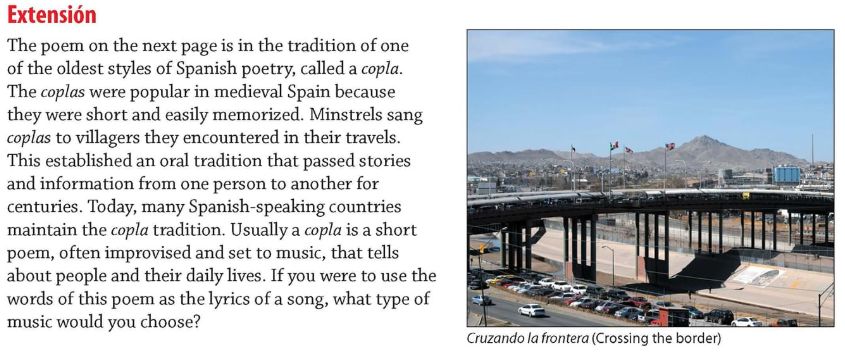 Extensión
The poem on the next page is in the tradition of one
of the oldest styles of Spanish poetry, called a copla.
The coplas were popular in medieval Spain because
they were short and easily memorized. Minstrels sang
coplas to villagers they encountered in their travels.
This established an oral tradition that passed stories
and information from one person to another for
centuries. Today, many Spanish-speaking countries
maintain the copla tradition. Usually a copla is a short
poem, often improvised and set to music, that tells
about people and their daily lives. If you were to use the
words of this poem as the lyrics of a song, what type of
music would you choose?
Cruzando la frontera (Crossing the border)